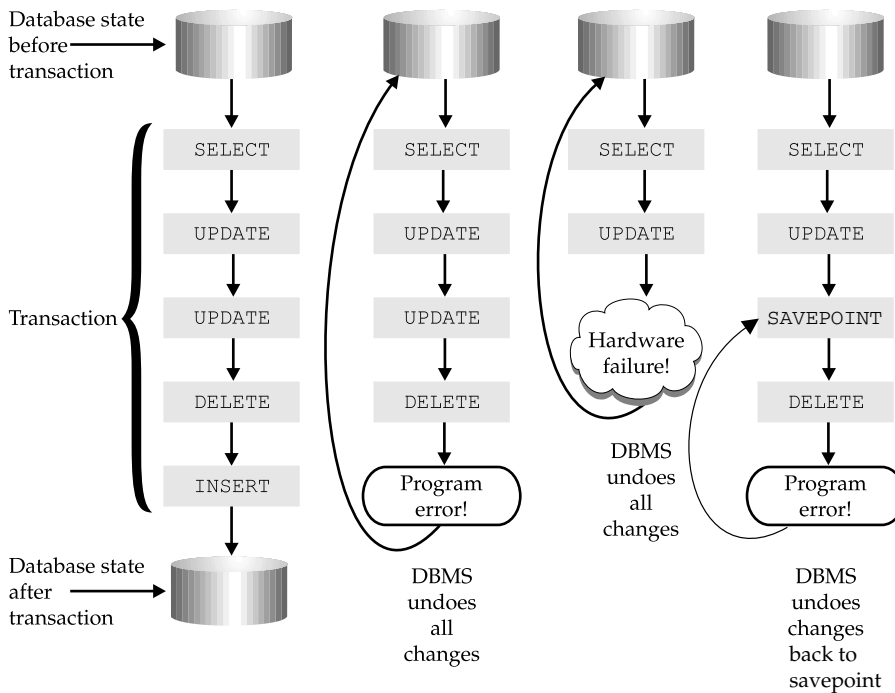 Database state
before
transaction
Transaction
SELECT
UPDATE
UPDATE
DELETE
INSERT
Database state
after
transaction
SELECT
UPDATE
UPDATE
DELETE
Program
error!
DBMS
undoes
all
changes
SELECT
UPDATE
Hardware
failure!
DBMS
undoes
all
changes
SELECT
UPDATE
SAVEPOINT
DELETE
Program
error!
DBMS
undoes
changes
back to
savepoint